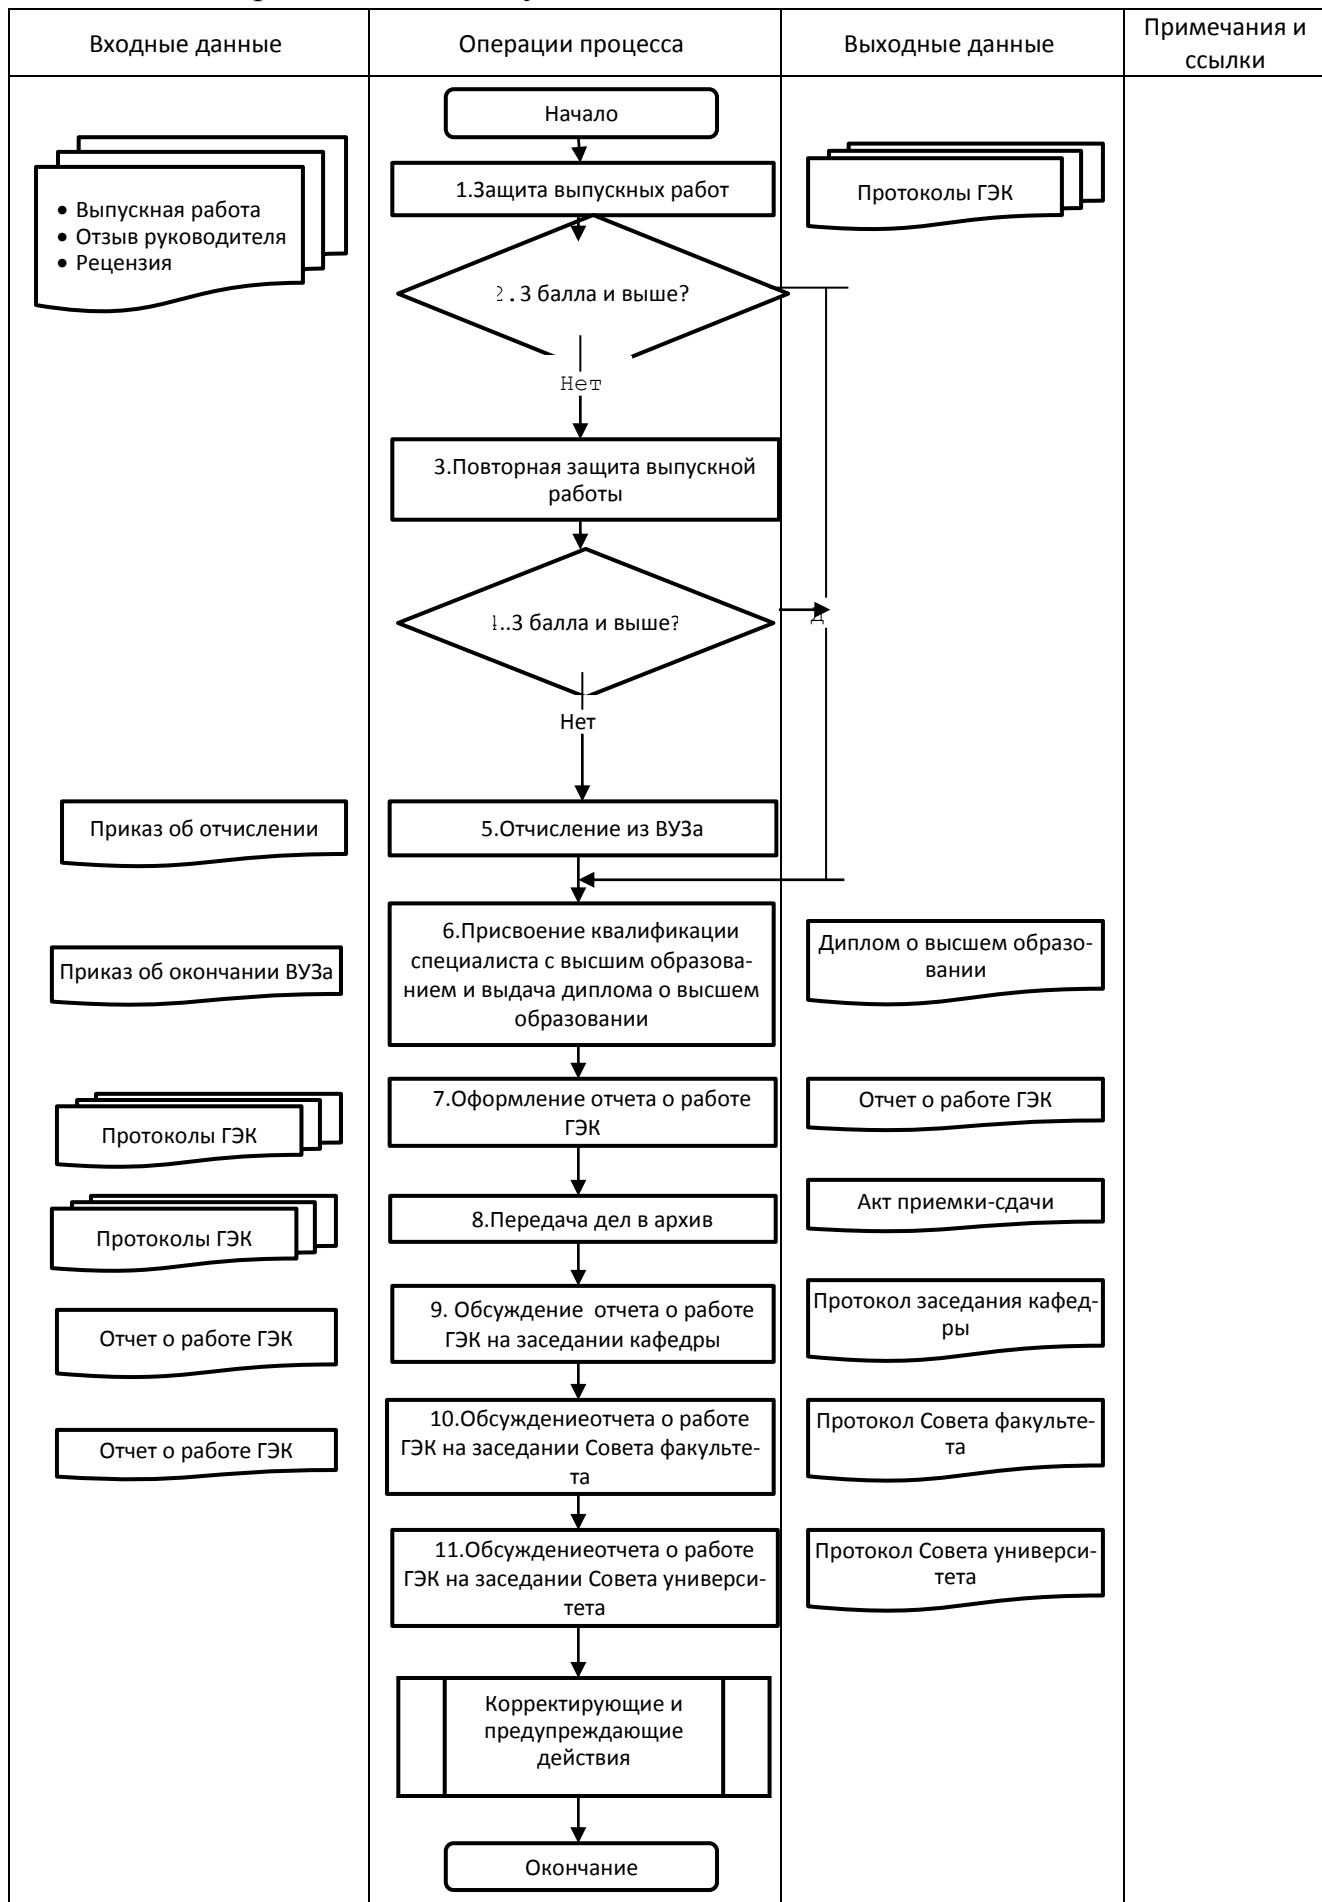 Входные данные
Операции процесса
Выходные данные
Примечания и
ссылки
Начало
1.Защита выпускных работ
Протоколы ГЭК
• Выпускная работа
• Отзыв руководителя
• Рецензия
2.3 балла и выше?
Нет
3.Повторная защита выпускной
работы
4..3 балла и выше?
Д
Нет
Приказ об отчислении
5.Отчисление из ВУЗа
Приказ об окончании ВУЗа
6.Присвоение квалификации
специалиста с высшим образова-
нием и выдача диплома о высшем
образовании
Диплом о высшем образо-
вании
Протоколы ГЭК
7.Оформление отчета о работе
ГЭК
Отчет о работе ГЭК
Протоколы ГЭК
8.Передача дел в архив
Акт приемки-сдачи
Отчет о работе ГЭК
9. Обсуждение отчета о работе
ГЭК на заседании кафедры
Протокол заседания кафед-
ры
Отчет о работе ГЭК
10.Обсуждениеотчета о работе
ГЭК на заседании Совета факульте-
та
Протокол Совета факульте-
та
11.Обсуждениеотчета о работе
ГЭК на заседании Совета универси-
тета
Протокол Совета универси-
тета
Корректирующие и
предупреждающие
действия
Окончание